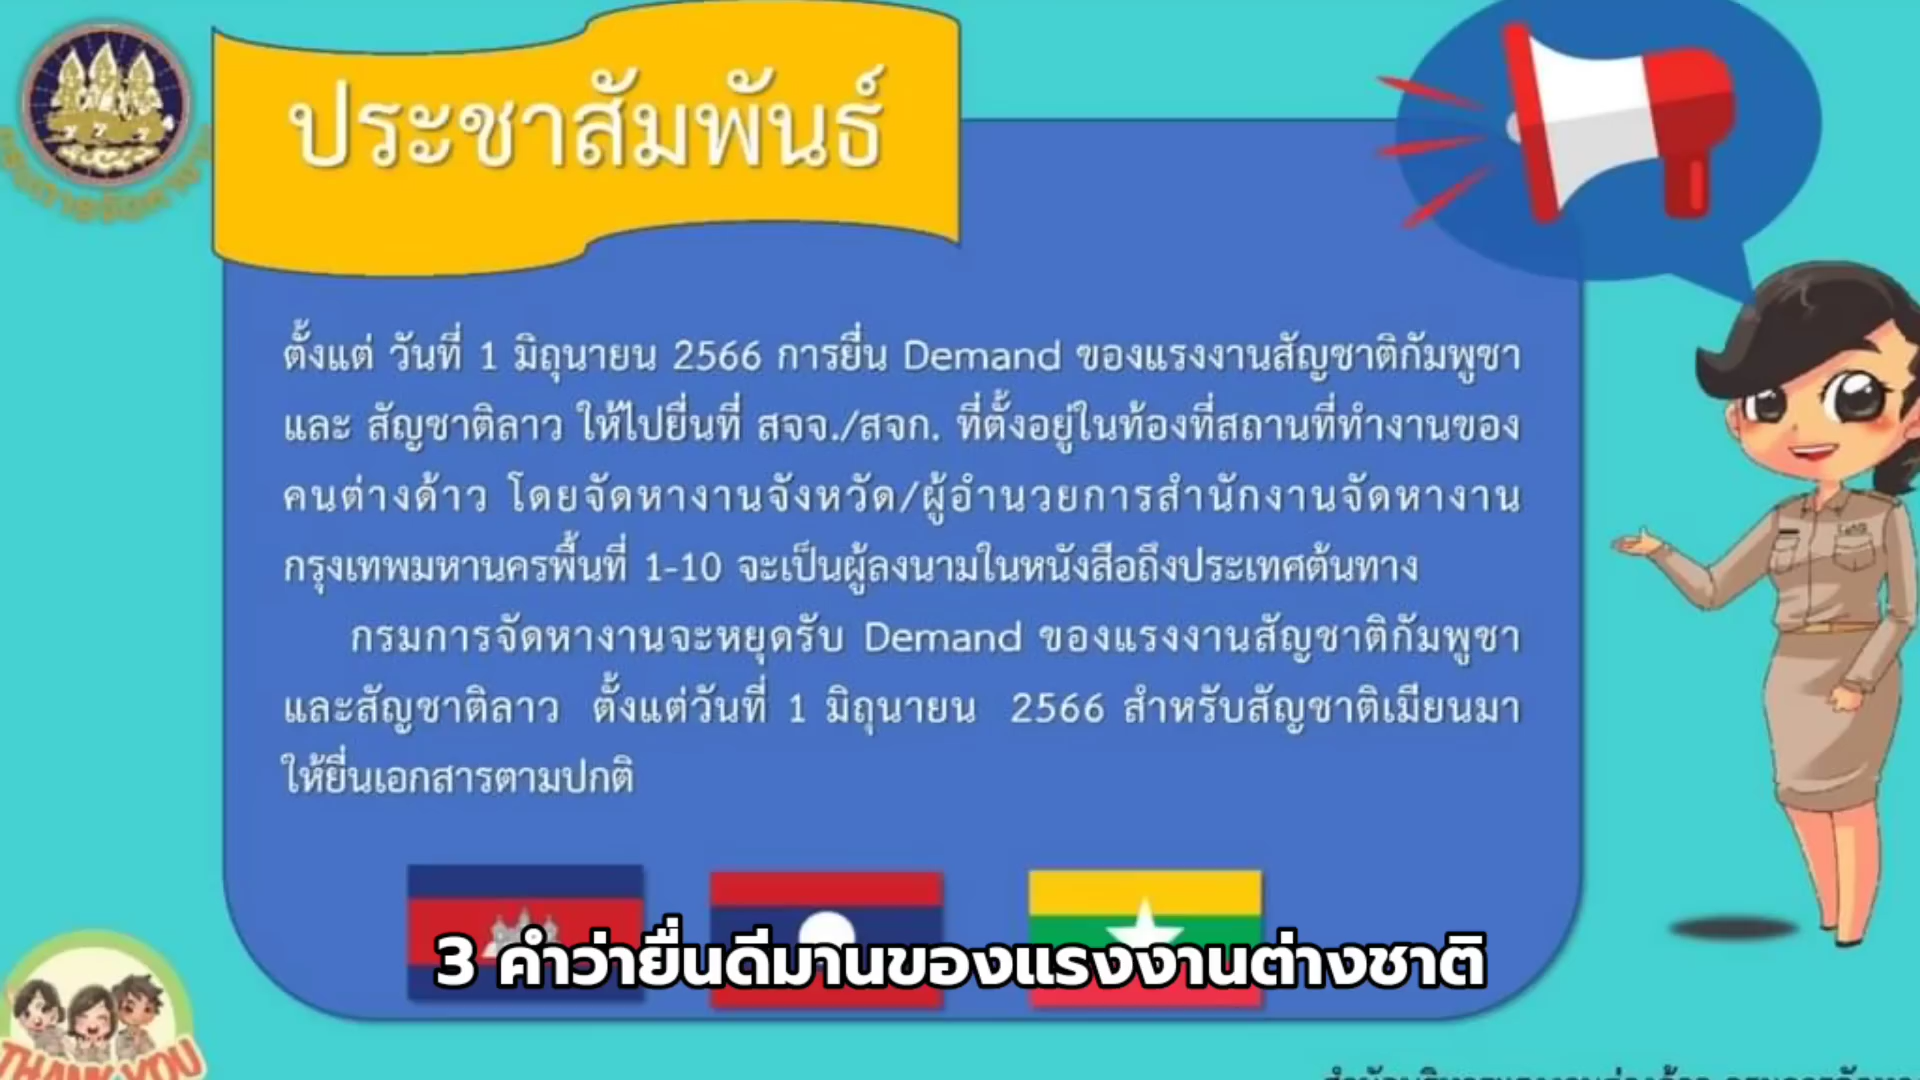 ประชาสัมพันธ์
ตั้งแต่ วันที่ 1 มิถุนายน 2566 การยื่น Demand ของแรงงานสัญชาติกัมพูชา
และ สัญชาติลาว ให้ไปยื่นที่ สจจ./สจก. ที่ตั้งอยู่ในท้องที่สถานที่ทำงานของ
คนต่างด้าว โดยจัดหางานจังหวัด/ผู้อำนวยการสำนักงานจัดหางาน
กรุงเทพมหานครพื้นที่ 1-10 จะเป็นผู้ลงนามในหนังสือถึงประเทศต้นทาง
กรมการจัดหางานจะหยุดรับ Demand ของแรงงานสัญชาติกัมพูชา
และสัญชาติลาว ตั้งแต่วันที่ 1 มิถุนายน 2566 สำหรับสัญชาติเมียนมา
ให้ยื่นเอกสารตามปกติ
3 คำว่ายื่นดีมานของแรงงานต่างชาติ
THANK YOU